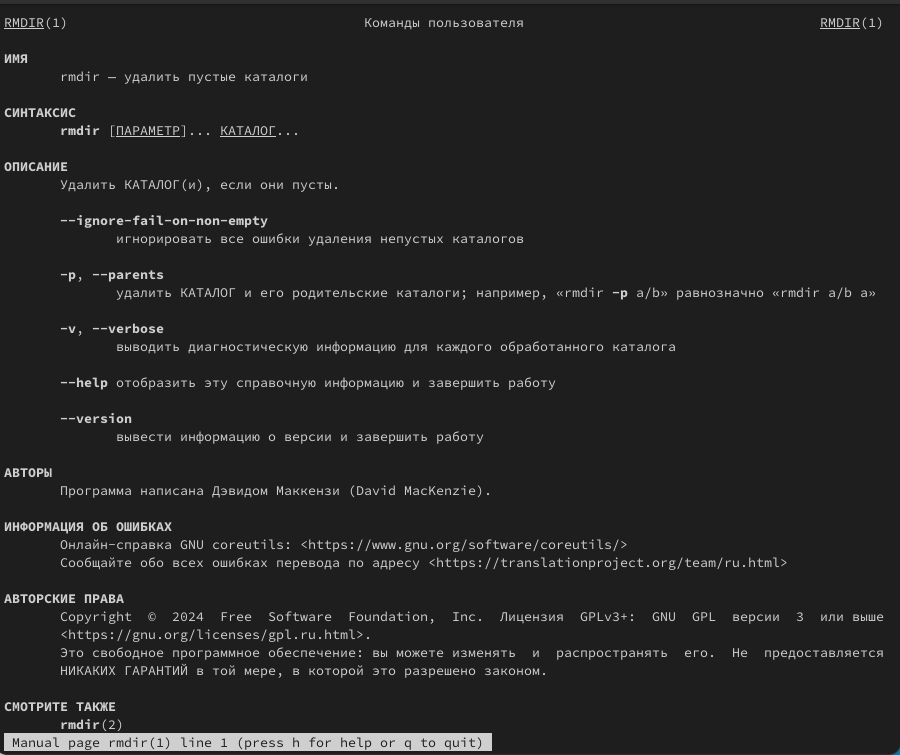 RMDIR(1) Команды пользователя RMDIR(1)
ИМЯ
rmdir — удалить пустые каталоги
СИНТАКСИС
rmdir [ПАРАМЕТР]... КАТАЛОГ...
ОПИСАНИЕ
Удалить КАТАЛОГ(и), если они пусты.
--ignore-fail-on-non-empty
игнорировать все ошибки удаления непустых каталогов
-p, --parents
удалить КАТАЛОГ и его родительские каталоги; например, «rmdir -p a/b» равнозначно «rmdir a/b a»
-v, --verbose
выводить диагностическую информацию для каждого обработанного каталога
--help отобразить эту справочную информацию и завершить работу
--version
вывести информацию о версии и завершить работу
АВТОРЫ
Программа написана Дэвидом Маккензи (David MacKenzie).
ИНФОРМАЦИЯ ОБ ОШИБКАХ
Онлайн-справка GNU coreutils: <https://www.gnu.org/software/coreutils/>
Сообщайте обо всех ошибках перевода по адресу <https://translationproject.org/team/ru.html>
АВТОРСКИЕ ПРАВА
Copyright © 2024 Free Software Foundation, Inc. Лицензия GPLv3+: GNU GPL версии 3 или выше
<https://gnu.org/licenses/gpl.ru.html>.
Это свободное программное обеспечение: вы можете изменять и распространять его. Не предоставляется
НИКАКИХ ГАРАНТИЙ в той мере, в которой это разрешено законом.
СМОТРИТЕ ТАКЖЕ
rmdir(2)
Manual page rmdir(1) line 1 (press h for help or q to quit)